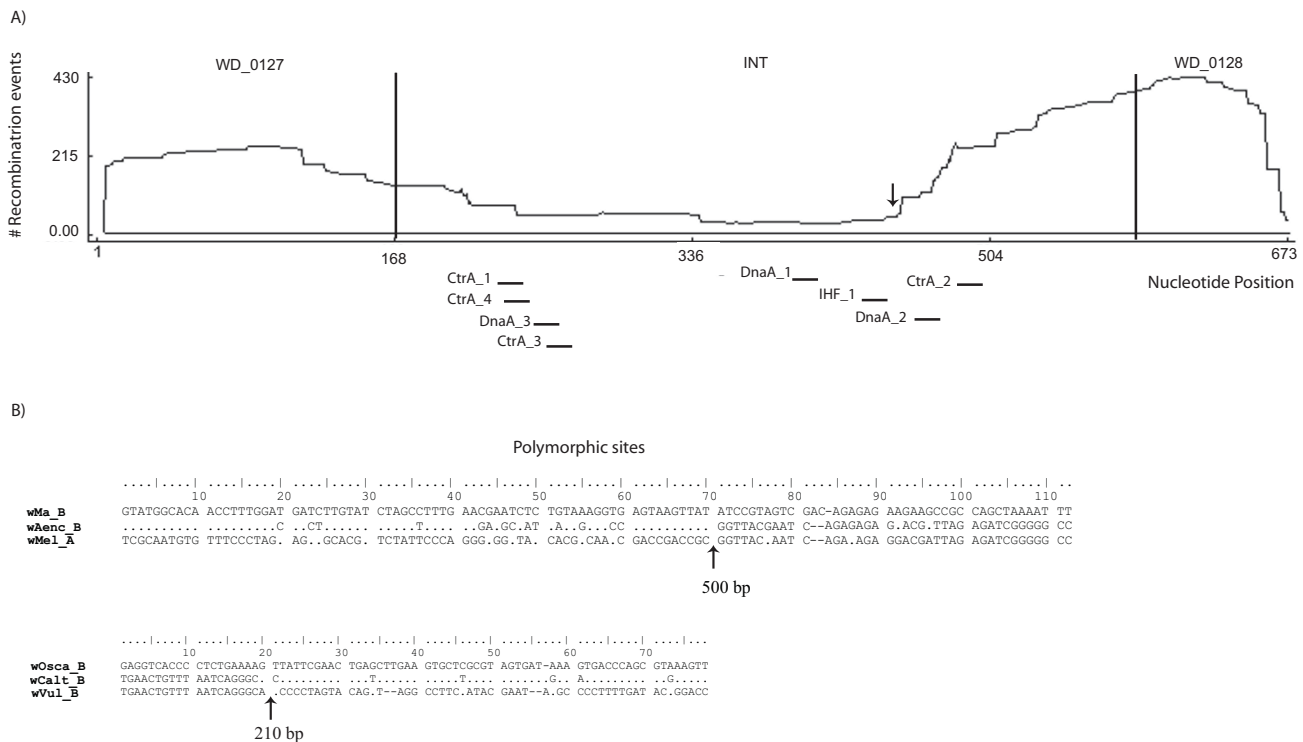 A)
# Recombinatrion events
WD_0127 INT WD_0128
430
215
0.00
1 168 336 504 673
Nucleotide Position
CtrA_1 DnaA_1 CtrA_2
CtrA_4 IHF_1
DnaA_3 DnaA_2
CtrA_3
B)
Polymorphic sites
10 20 30 40 50 60 70 80 90 100 110
wMa_B GTATGGCACA ACCTTTGGAT GATCTTGTAT CTAGCCTTTG AACGAATCTC TGTAAAGGTG AGTAAGTTAT ATCCGTAGTC GAC-AGAGAG AAGAAGCCGC CAGCTAAAAT TT
wAenc_B .................C ..CT...... .....T.... ..GA.GC.AT .A..G...CC .......... GGTTACGAAT C--AGAGAGA G.ACG.TTAG AGATCGGGGG CC
wMel_A TCGCAATGTG TTTCCCTAG. AG..GCACG. TCTATTCCCA GGG.GG.TA. CACG.CAA.C GACCGACCGC GGTTAC.AAT C--AGA.AGA GGACGATTAG AGATCGGGGG CC
500 bp
10 20 30 40 50 60 70
wOsca_B GAGGTCACCC CTCTGAAAAG TTATTCGAAC TGAGCTTGAA GTGCTCGCGT AGTGAT-AAA GTGACCCAGC GTAAAGTT
wCalt_B TGAACTGTTT AATCAGGGC. C......... ...T...... .T........ .......G.. A......... ..G.....
wVul_B TGAACTGTTT AATCAGGGCA .CCCCTAGTA CAG.T--AGG CCTTC.ATAC GAAT--A.GC CCCTTTTGAT AC.GGACC
210 bp